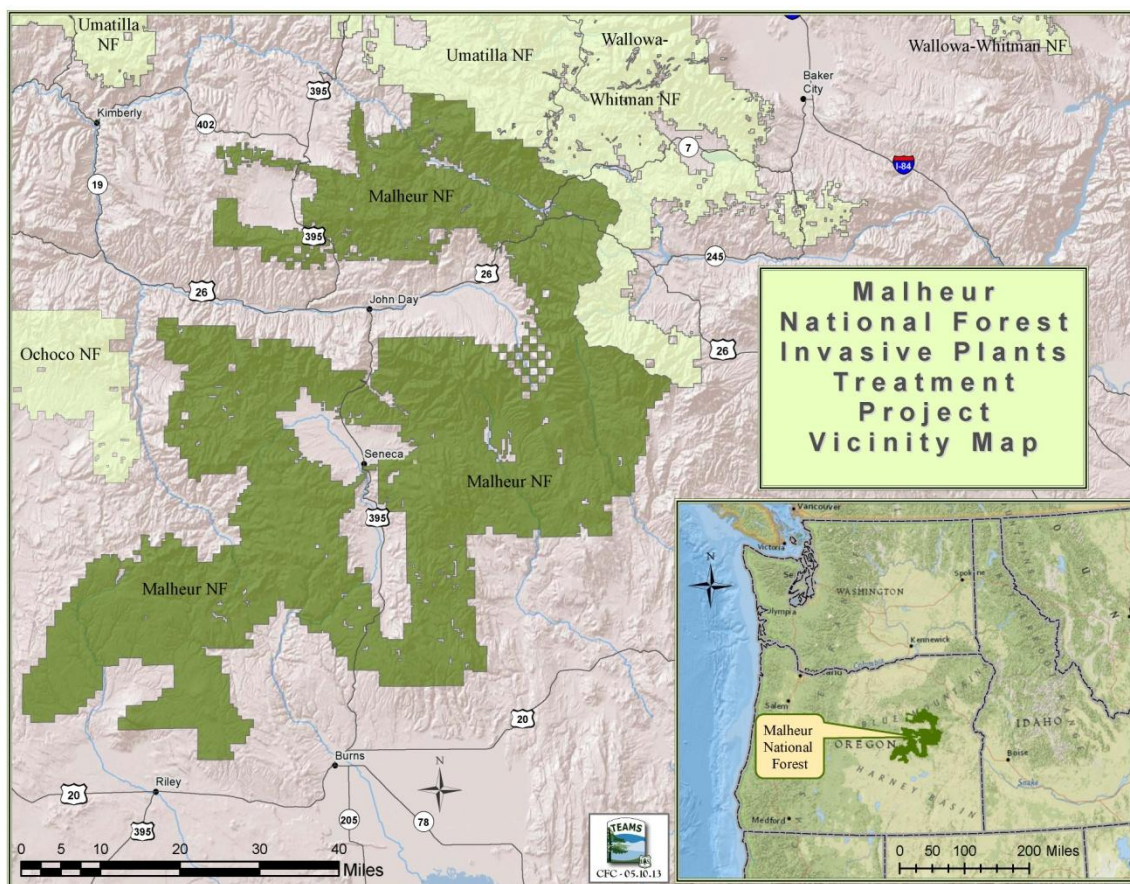 Umatilla
NF
395
Umatilla NF
Wallowa-
Whitman NF
Wallowa-Whitman NF
Baker
City
Kimberly
402
7
I-84
19
Malheur NF
395
245
26
26
John Day
26
Ochoco NF
Malheur
National Forest
Invasive Plants
Treatment
Project
Vicinity Map
Seneca
Malheur NF
395
Malheur NF
20
Burns
N
Riley
20
395
205
78
0 10 20 30 40
Miles
TEAMS
CFC - 05.10.13
Vancouver
Victoria
N
Spokane
WASHINGTON
Olympia
Kennewick
Salem
BLUE MOUNTAINS
Malheur
National
Forest
OREGON
IDAHO
Boise
HARNEY BASIN
Snake
Medford
0 50 100 200 Miles